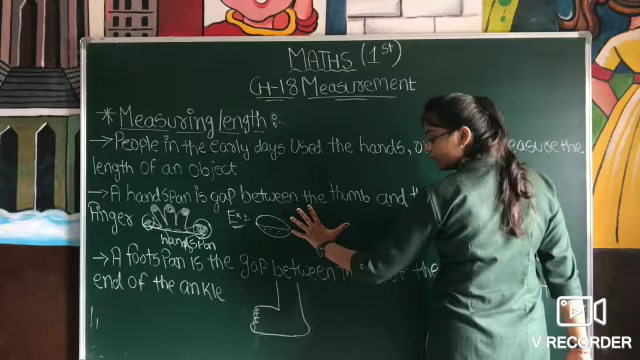 MATHS (1st)
CH-18 Measurement
* Measuring length :-
→ People in the early days used the hands, the
length of an object
→ A handspan is gap between the thumb and
finger Ex:-
handspan
→ A footspan is the gap between the
end of the ankle
V RECORDER